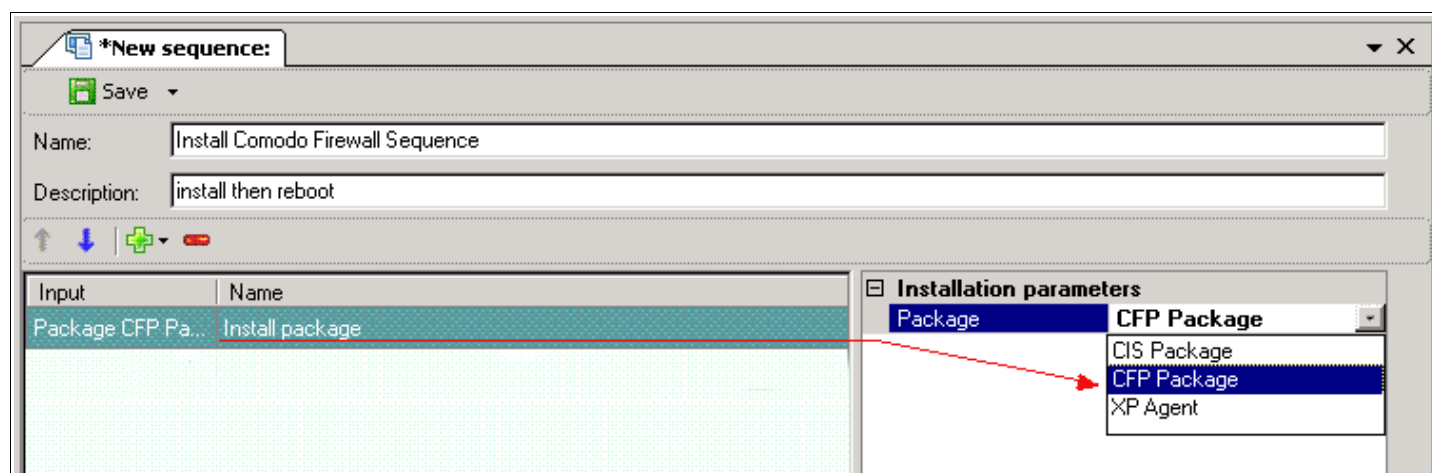 *New sequence:
Save
Name: Install Comodo Firewall Sequence
Description: install then reboot
Input Name
Package CFP Pa... Install package
Installation parameters
Package CFP Package
CIS Package
CFP Package
XP Agent